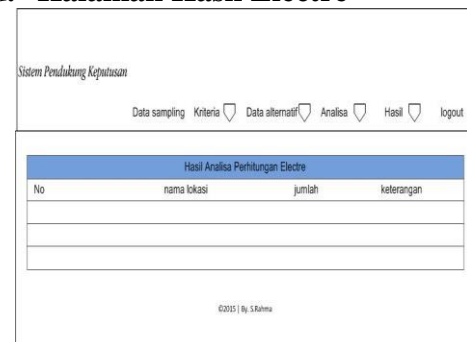 Halaman Hasil Electre
Sistem Pendukung Keputusan
Data sampling Kriteria Data alternatif Analisa Hasil logout
Hasil Analisa Perhitungan Electre
No nama lokasi jumlah keterangan
©2015 | By. S.Rahma